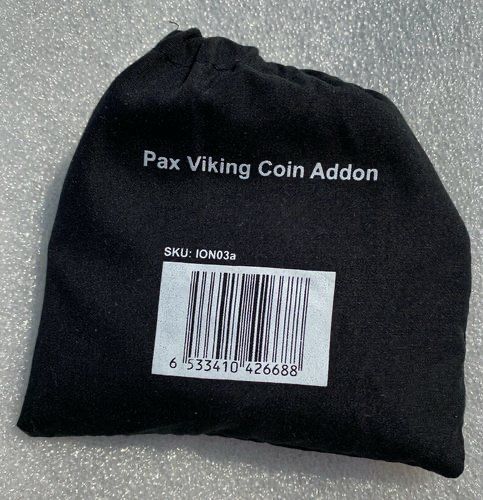 Pax Viking Coin Addon
SKU: ION03a
6 533410 426688